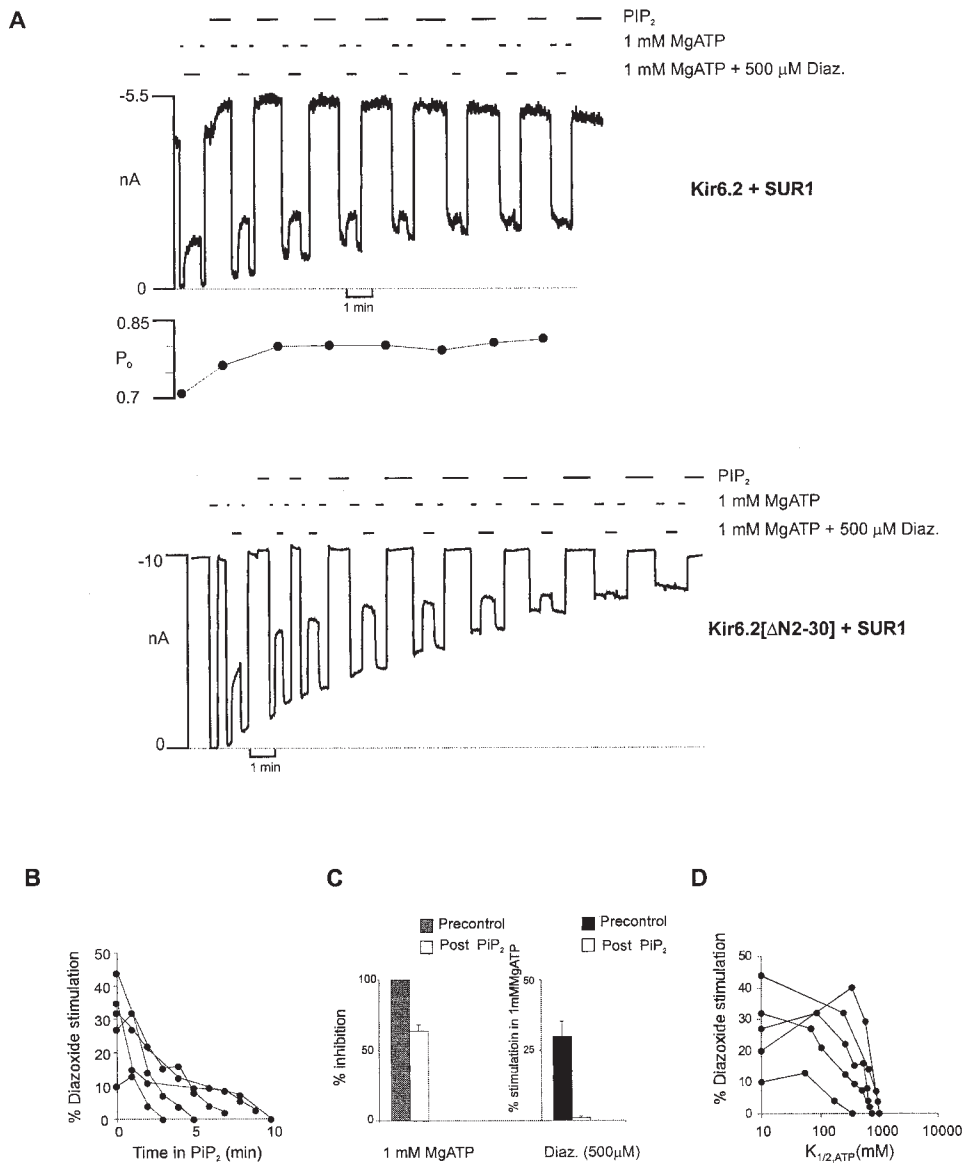 A
PIP2
1 mM MgATP
1 mM MgATP + 500 µM Diaz.
-5.5
nA
0
Kir6.2 + SUR1
1 min
0.85
Po
0.7
PIP2
1 mM MgATP
1 mM MgATP + 500 µM Diaz.
-10
nA
0
Kir6.2[ΔN2-30] + SUR1
1 min
B
% Diazoxide stimulation
50
40
30
20
10
0
0 5 10
Time in PiP2 (min)
C
Precontrol
Post PiP2
% inhibition
100
50
0
1 mM MgATP
Precontrol
Post PiP2
% stimulatioin in 1mMMgATP
50
25
0
Diaz. (500µM)
D
% Diazoxide stimulation
50
40
30
20
10
0
10 100 1000 10000
K1/2,ATP(mM)